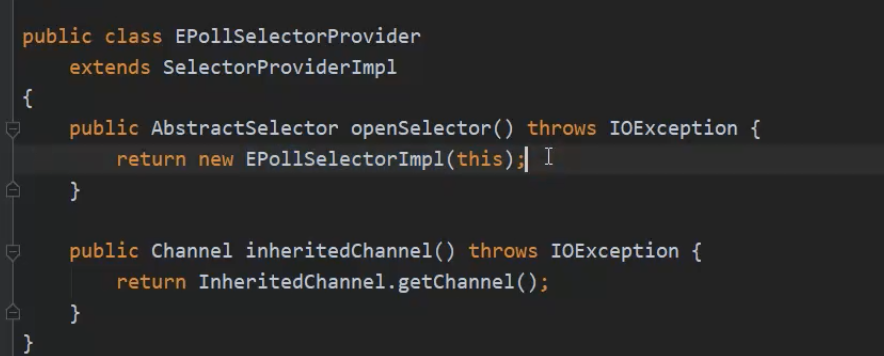 public class EPollSelectorProvider
    extends SelectorProviderImpl
{
    public AbstractSelector openSelector() throws IOException {
        return new EPollSelectorImpl(this);
    }

    public Channel inheritedChannel() throws IOException {
        return InheritedChannel.getChannel();
    }
}